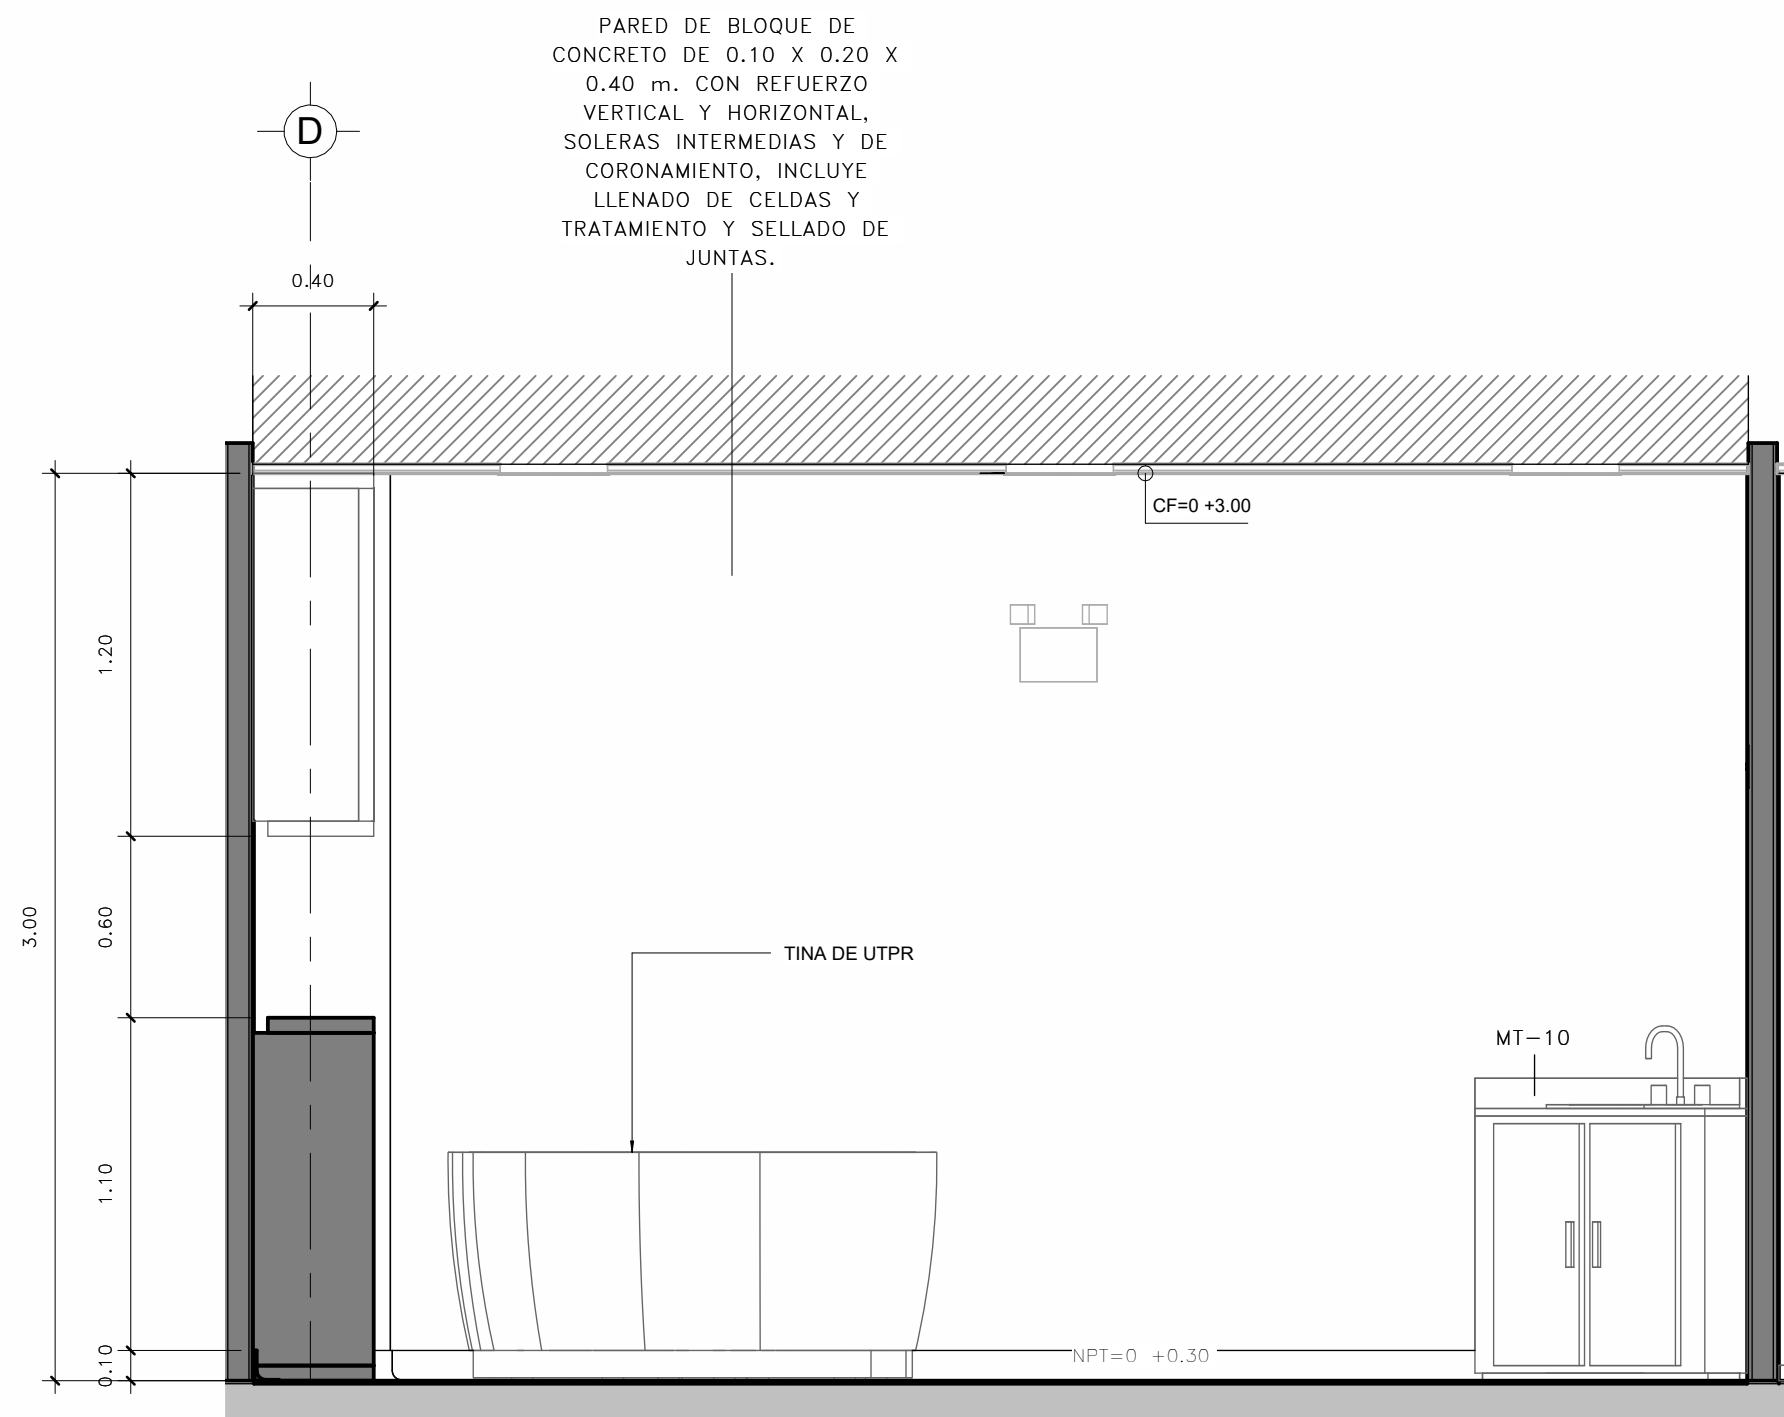 PARED DE BLOQUE DE
CONCRETO DE 0.10 X 0.20 X
0.40 m. CON REFUERZO
VERTICAL Y HORIZONTAL,
SOLERAS INTERMEDIAS Y DE
CORONAMIENTO, INCLUYE
LLENADO DE CELDAS Y
TRATAMIENTO Y SELLADO DE
JUNTAS.
D
0.40
CF=0 +3.00
1.20
3.00
0.60
TINA DE UTPR
MT-10
1.10
0.10
NPT=0 +0.30